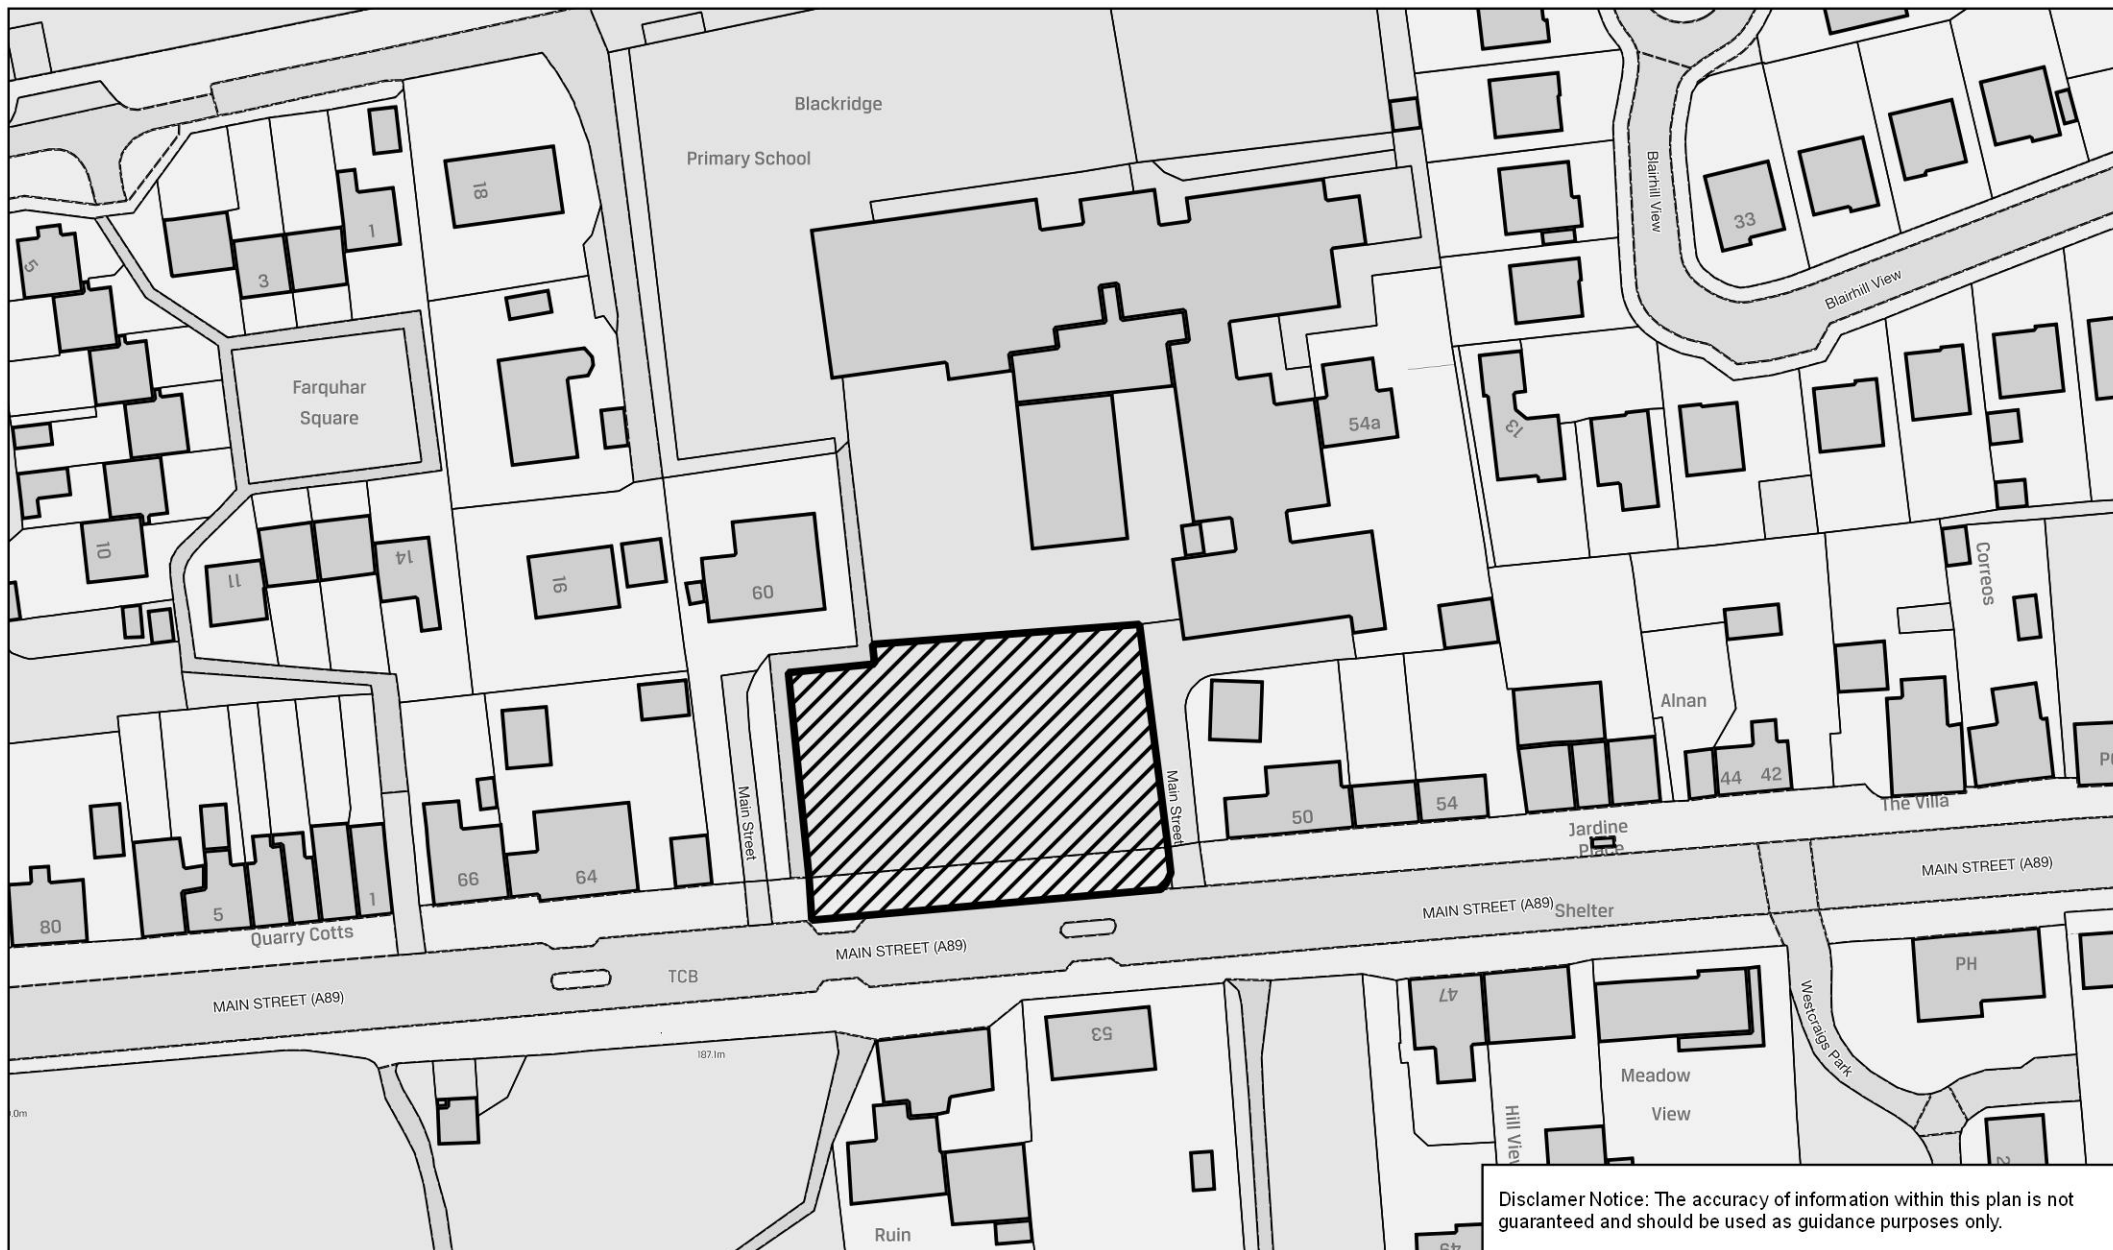 Blackridge
Primary School
Blairhill View
Blairhill View
33
18
1
3
5
Farquhar
Square
54a
13
10
11
14
16
60
Correos
Alnan
Main Street
Main Street
50
54
44
42
The Villa
Jardine
Place
66
64
80
5
1
Quarry Cotts
MAIN STREET (A89)
MAIN STREET (A89)
Shelter
MAIN STREET (A89)
TCB
MAIN STREET (A89)
PH
47
53
Westcraigs Park
187.1m
.0m
Meadow
View
Ruin
49
Disclamer Notice: The accuracy of information within this plan is not
guaranteed and should be used as guidance purposes only.